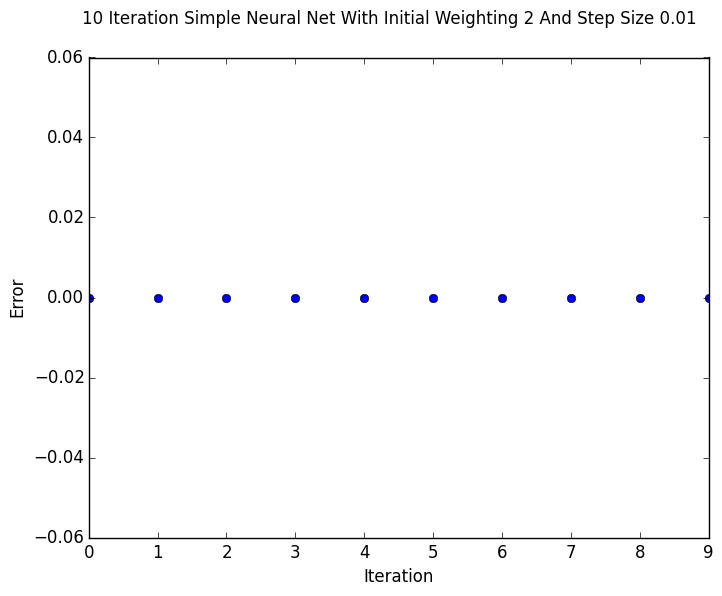 10 Iteration Simple Neural Net With Initial Weighting 2 And Step Size 0.01
0.06
0.04
0.02
0.00
−0.02
−0.04
−0.06
Error
0 1 2 3 4 5 6 7 8 9
Iteration